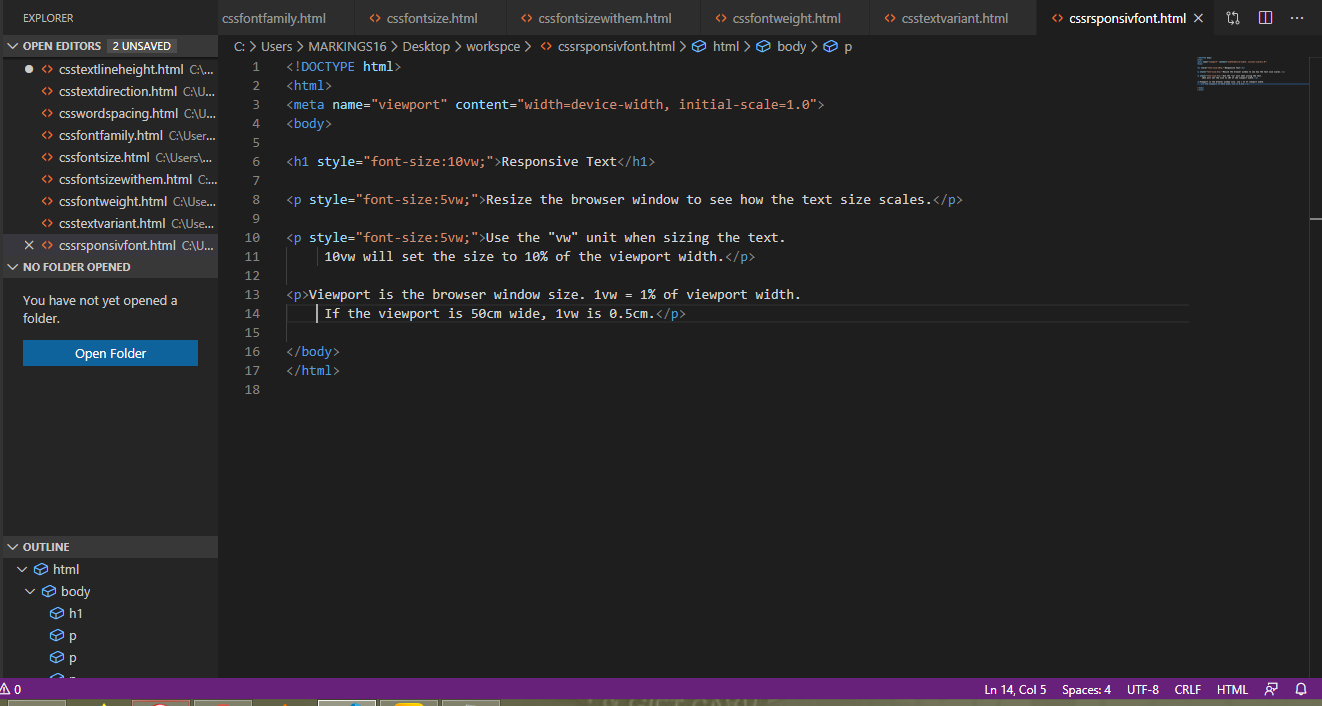 EXPLORER
cssfontfamily.html
cssfontsize.html
cssfontsizewithem.html
cssfontweight.html
csstextvariant.html
cssrsponsivfont.html
OPEN EDITORS 2 UNSAVED
C: > Users > MARKINGS16 > Desktop > workspce > cssrsponsivfont.html > html > body > p
csstextlineheight.html C:\...
csstextdirection.html C:\U...
csswordspacing.html C:\U...
cssfontfamily.html C:\User...
cssfontsize.html C:\Users\...
cssfontsizewithem.html C:...
cssfontweight.html C:\Use...
csstextvariant.html C:\Use...
cssrsponsivfont.html C:\U...
NO FOLDER OPENED
You have not yet opened a
folder.
Open Folder
OUTLINE
html
body
h1
p
p
1 <!DOCTYPE html>
2 <html>
3 <meta name="viewport" content="width=device-width, initial-scale=1.0">
4 <body>
5
6 <h1 style="font-size:10vw;">Responsive Text</h1>
7
8 <p style="font-size:5vw;">Resize the browser window to see how the text size scales.</p>
9
10 <p style="font-size:5vw;">Use the "vw" unit when sizing the text.
11 10vw will set the size to 10% of the viewport width.</p>
12
13 <p>Viewport is the browser window size. 1vw = 1% of viewport width.
14 If the viewport is 50cm wide, 1vw is 0.5cm.</p>
15
16 </body>
17 </html>
18
0
Ln 14, Col 5
Spaces: 4
UTF-8
CRLF
HTML